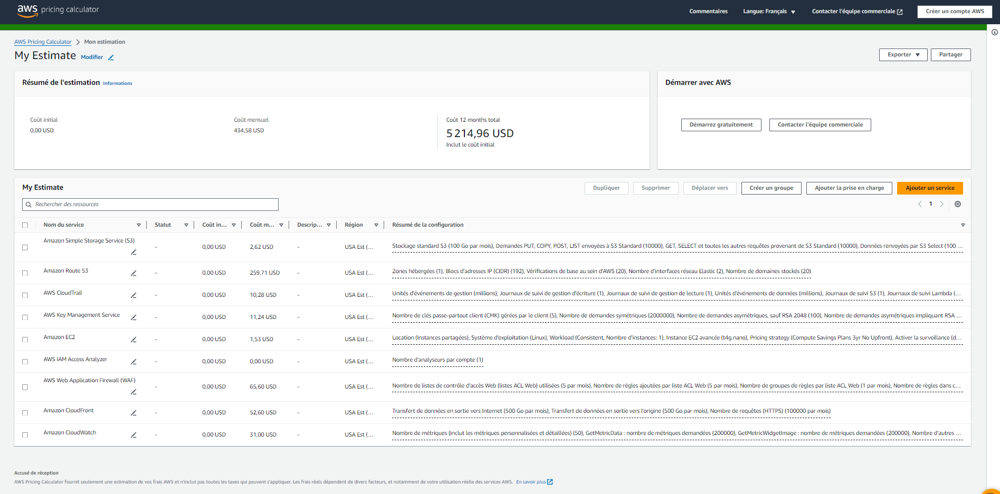 aws pricing calculator
Commentaires
Langue: Français
Contacter l'équipe commerciale
Créer un compte AWS
AWS Pricing Calculator
Mon estimation
My Estimate
Modifier
Exporter
Partager
Résumé de l'estimation
Informations
Coût initial
0,00 USD
Coût mensuel
434,58 USD
Coût 12 months total
5 214,96 USD
Inclut le coût initial
Démarrer avec AWS
Démarrez gratuitement
Contacter l'équipe commerciale
My Estimate
Dupliquer
Supprimer
Déplacer vers
Créer un groupe
Ajouter la prise en charge
Ajouter un service
Rechercher des ressources
1
Nom du service
Statut
Coût in...
Coût m...
Descrip...
Région
Résumé de la configuration
Amazon Simple Storage Service (S3)
-
0,00 USD
2,62 USD
-
USA Est (...
Stockage standard S3 (100 Go par mois), Demandes PUT, COPY, POST, LIST envoyées à S3 Standard (10000), GET, SELECT et toutes les autres requêtes provenant de S3 Standard (10000), Données renvoyées par S3 Select (100 ...
Amazon Route 53
-
0,00 USD
259,71 USD
-
USA Est (...
Zones hébergées (1), Blocs d'adresses IP (CIDR) (192), Vérifications de base au sein d'AWS (20), Nombre d'interfaces réseau Elastic (2), Nombre de domaines stockés (20)
AWS CloudTrail
-
0,00 USD
10,28 USD
-
USA Est (...
Unités d'événements de gestion (millions), Journaux de suivi de gestion d'écriture (1), Journaux de suivi de gestion de lecture (1), Unités d'événements de données (millions), Journaux de suivi S3 (1), Journaux de suivi Lambda (...
AWS Key Management Service
-
0,00 USD
11,24 USD
-
USA Est (...
Nombre de clés passe-partout client (CMK) gérées par le client (5), Nombre de demandes symétriques (2000000), Nombre de demandes asymétriques, sauf RSA 2048 (100), Nombre de demandes asymétriques impliquant RSA ...
Amazon EC2
-
0,00 USD
1,53 USD
-
USA Est (...
Location (Instances partagées), Système d'exploitation (Linux), Workload (Consistent, Nombre d'instances: 1), Instance EC2 avancée (t4g.nano), Pricing strategy (Compute Savings Plans 3yr No Upfront), Activer la surveillance (d...
AWS IAM Access Analyzer
-
0,00 USD
0,00 USD
-
USA Est (...
Nombre d'analyseurs par compte (1)
AWS Web Application Firewall (WAF)
-
0,00 USD
65,60 USD
-
USA Est (...
Nombre de listes de contrôle d'accès Web (listes ACL Web) utilisées (5 par mois), Nombre de règles ajoutées par liste ACL Web (5 par mois), Nombre de groupes de règles par liste ACL Web (1 par mois), Nombre de règles dans c...
Amazon CloudFront
-
0,00 USD
52,60 USD
-
USA Est (...
Transfert de données en sortie vers Internet (500 Go par mois), Transfert de données en sortie vers l'origine (500 Go par mois), Nombre de requêtes (HTTPS) (100000 par mois)
Amazon CloudWatch
-
0,00 USD
31,00 USD
-
USA Est (...
Nombre de métriques (inclut les métriques personnalisées et détaillées) (50), GetMetricData : nombre de métriques demandées (200000), GetMetricWidgetImage : nombre de métriques demandées (200000), Nombre d'autres ...
Accusé de réception
AWS Pricing Calculator fournit seulement une estimation de vos frais AWS et n'inclut pas toutes les taxes qui peuvent s'appliquer. Les frais réels dépendent de divers facteurs, et notamment de votre utilisation réelle des services AWS. En savoir plus